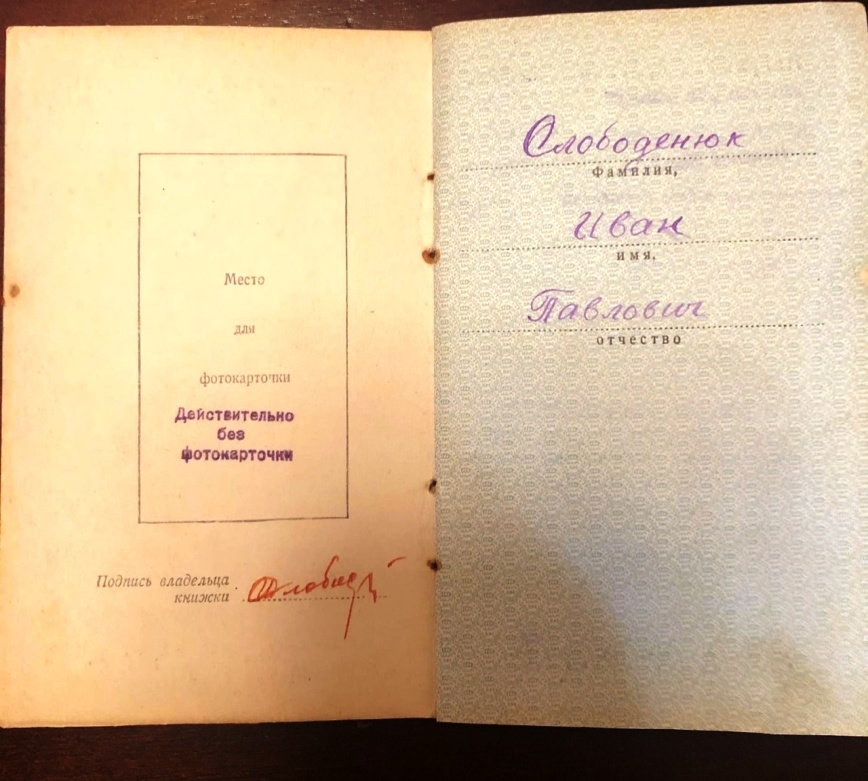 Место
для
фотокарточки
Действительно
без
фотокарточки
Подпись владельца
книжки
Слободенюк
Фамилия,
Иван
имя,
Павлович
отчество